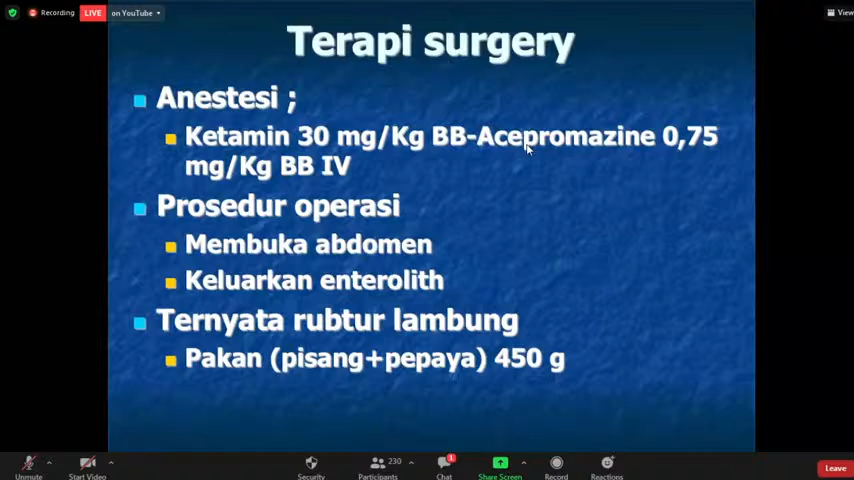 Recording
LIVE
on YouTube
View
Terapi surgery
Anestesi ;
Ketamin 30 mg/Kg BB-Acepromazine 0,75
mg/Kg BB IV
Prosedur operasi
Membuka abdomen
Keluarkan enterolith
Ternyata rubtur lambung
Pakan (pisang+pepaya) 450 g
Unmute
Start Video
Security
Participants
230
Chat
1
Share Screen
Record
Reactions
Leave